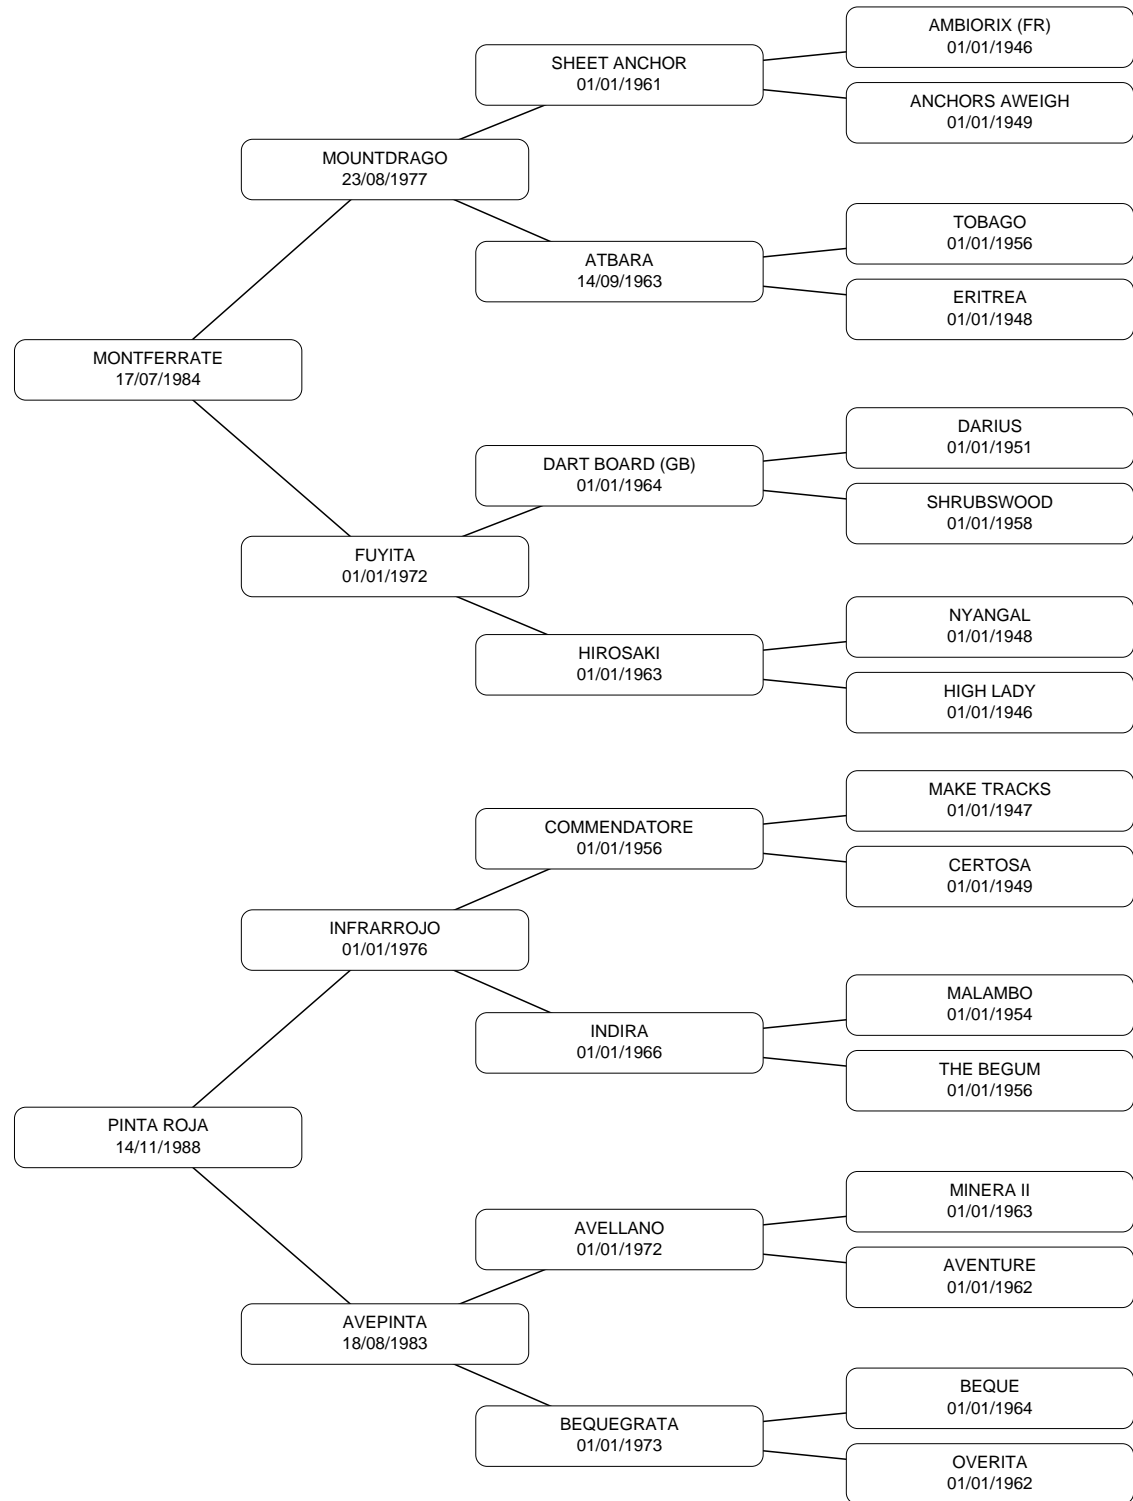 AMBIORIX (FR)
01/01/1946
SHEET ANCHOR
01/01/1961
ANCHORS AWEIGH
01/01/1949
MOUNTDRAGO
23/08/1977
TOBAGO
01/01/1956
ATBARA
14/09/1963
ERITREA
01/01/1948
MONTFERRATE
17/07/1984
DARIUS
01/01/1951
DART BOARD (GB)
01/01/1964
SHRUBSWOOD
01/01/1958
FUYITA
01/01/1972
NYANGAL
01/01/1948
HIROSAKI
01/01/1963
HIGH LADY
01/01/1946
MAKE TRACKS
01/01/1947
COMMENDATORE
01/01/1956
CERTOSA
01/01/1949
INFRARROJO
01/01/1976
MALAMBO
01/01/1954
INDIRA
01/01/1966
THE BEGUM
01/01/1956
PINTA ROJA
14/11/1988
MINERA II
01/01/1963
AVELLANO
01/01/1972
AVENTURE
01/01/1962
AVEPINTA
18/08/1983
BEQUE
01/01/1964
BEQUEGRATA
01/01/1973
OVERITA
01/01/1962